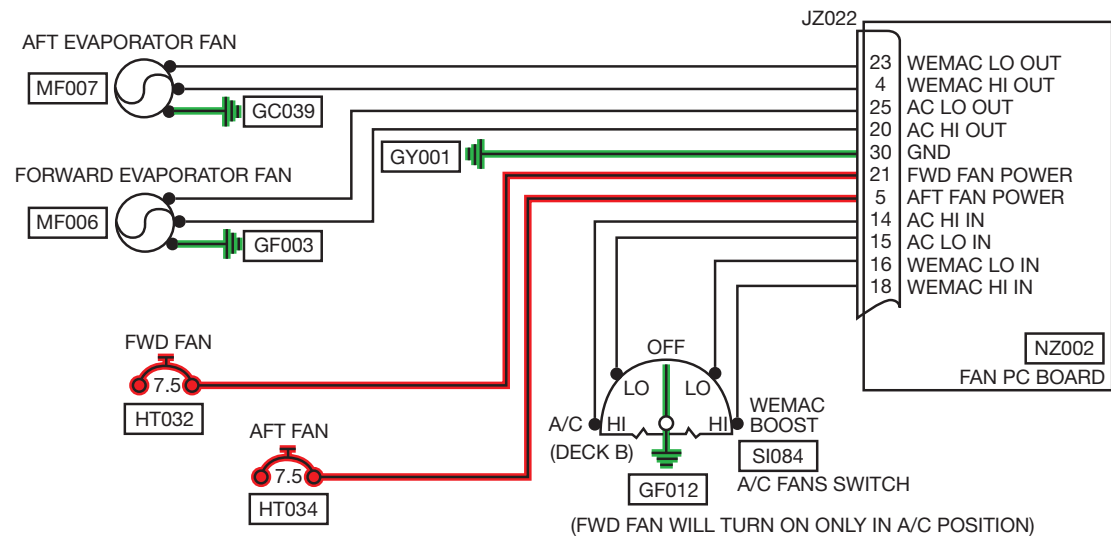 JZ022
AFT EVAPORATOR FAN
MF007
GC039
23 WEMAC LO OUT
4 WEMAC HI OUT
25 AC LO OUT
20 AC HI OUT
30 GND
21 FWD FAN POWER
5 AFT FAN POWER
14 AC HI IN
15 AC LO IN
16 WEMAC LO IN
18 WEMAC HI IN
GY001
FORWARD EVAPORATOR FAN
MF006
GF003
NZ002
FAN PC BOARD
FWD FAN
7.5
HT032
AFT FAN
7.5
HT034
OFF
LO LO
A/C HI HI WEMAC
BOOST
(DECK B)
SI084
GF012
A/C FANS SWITCH
(FWD FAN WILL TURN ON ONLY IN A/C POSITION)